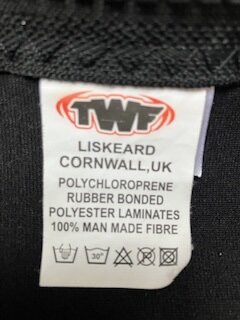 TWF
LISKEARD
CORNWALL,UK
POLYCHLOROPRENE
RUBBER BONDED
POLYESTER LAMINATES
100% MAN MADE FIBRE
30°